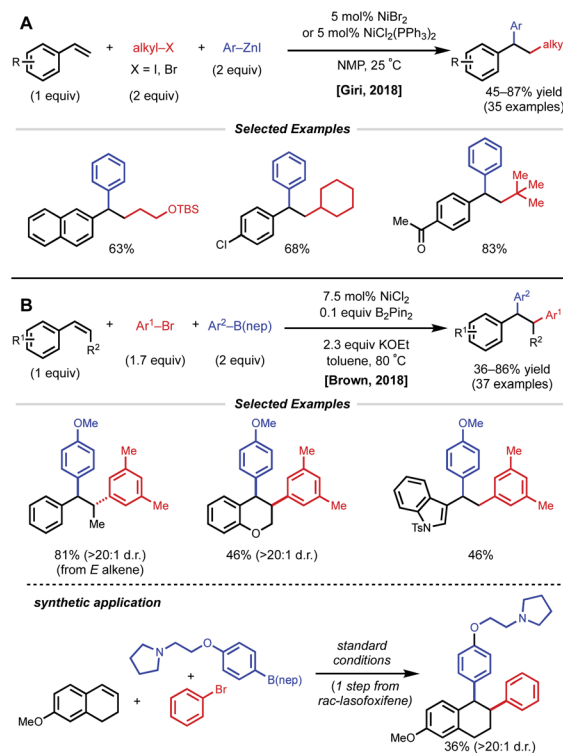 A
R
(1 equiv)
+
alkyl–X
X = I, Br
(2 equiv)
+
Ar–ZnI
(2 equiv)
5 mol% NiBr2
or 5 mol% NiCl2(PPh3)2
NMP, 25 ˚C
[Giri, 2018]
Ar
alky
R
45–87% yield
(35 examples)
Selected Examples
OTBS
63%
Cl
68%
Me
O
Me
Me
Me
83%
B
R1
R2
(1 equiv)
+
Ar1–Br
(1.7 equiv)
+
Ar2–B(nep)
(2 equiv)
7.5 mol% NiCl2
0.1 equiv B2Pin2
2.3 equiv KOEt
toluene, 80 ˚C
[Brown, 2018]
Ar2
Ar1
R1
R2
36–86% yield
(37 examples)
Selected Examples
OMe
Me
Me
Me
81% (>20:1 d.r.)
(from E alkene)
OMe
Me
Me
O
46% (>20:1 d.r.)
OMe
Me
Me
TsN
46%
synthetic application
MeO
+
N
O
B(nep)
+
Br
standard
conditions
(1 step from
rac-lasofoxifene)
N
O
MeO
36% (>20:1 d.r.)